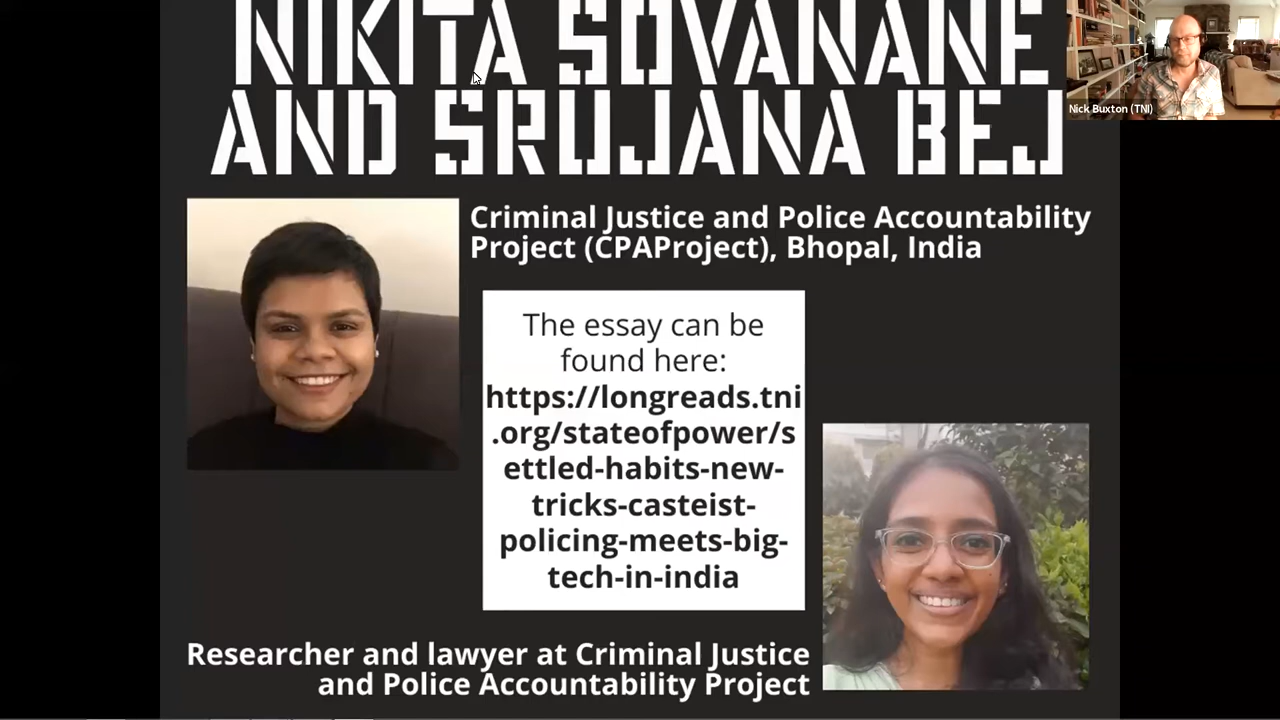 NIKITA SOVANANE
AND SRUJANA BEJ
Nick Buxton (TNI)
Criminal Justice and Police Accountability
Project (CPAProject), Bhopal, India
The essay can be
found here:
https://longreads.tni
.org/stateofpower/s
ettled-habits-new-
tricks-casteist-
policing-meets-big-
tech-in-india
Researcher and lawyer at Criminal Justice
and Police Accountability Project